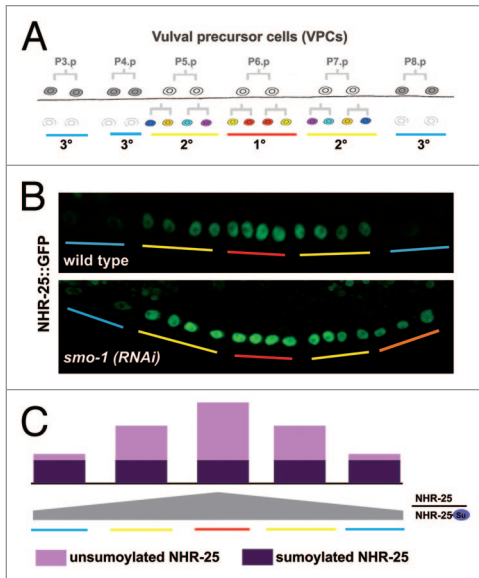 A
Vulval precursor cells (VPCs)
P3.p P4.p P5.p P6.p P7.p P8.p
3° 3° 2° 1° 2° 3°
B
NHR-25::GFP
wild type
smo-1 (RNAi)
C
NHR-25
NHR-25 Su
unsumoylated NHR-25 sumoylated NHR-25